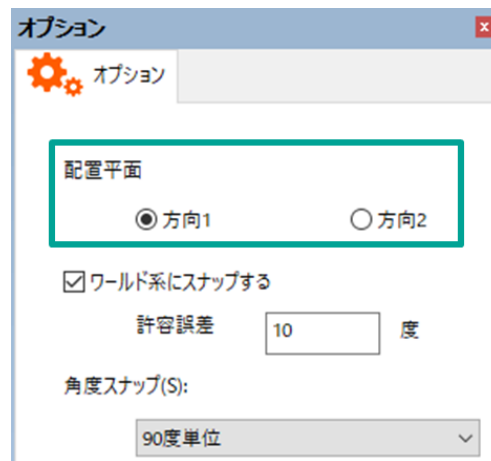 オプション
オプション
配置平面
方向1 方向2
ワールド系にスナップする
許容誤差 10 度
角度スナップ(S):
90度単位